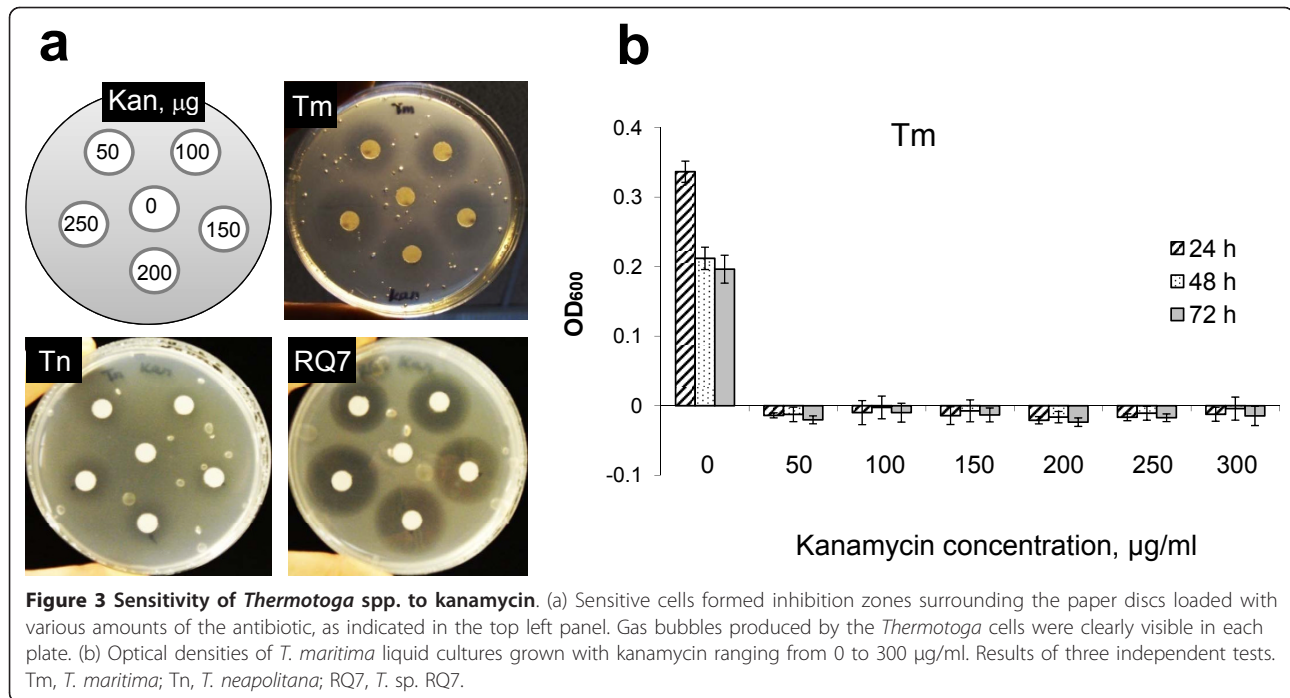 a
Kan, µg
50
100
0
250
150
200
Tm
Tm
Kan
Tn
Tn Kan
RQ7
Kan
b
Tm
0.4
0.3
0.2
0.1
0
-0.1
OD600
24 h
48 h
72 h
0 50 100 150 200 250 300
Kanamycin concentration, µg/ml
Figure 3 Sensitivity of Thermotoga spp. to kanamycin. (a) Sensitive cells formed inhibition zones surrounding the paper discs loaded with
various amounts of the antibiotic, as indicated in the top left panel. Gas bubbles produced by the Thermotoga cells were clearly visible in each
plate. (b) Optical densities of T. maritima liquid cultures grown with kanamycin ranging from 0 to 300 µg/ml. Results of three independent tests.
Tm, T. maritima; Tn, T. neapolitana; RQ7, T. sp. RQ7.